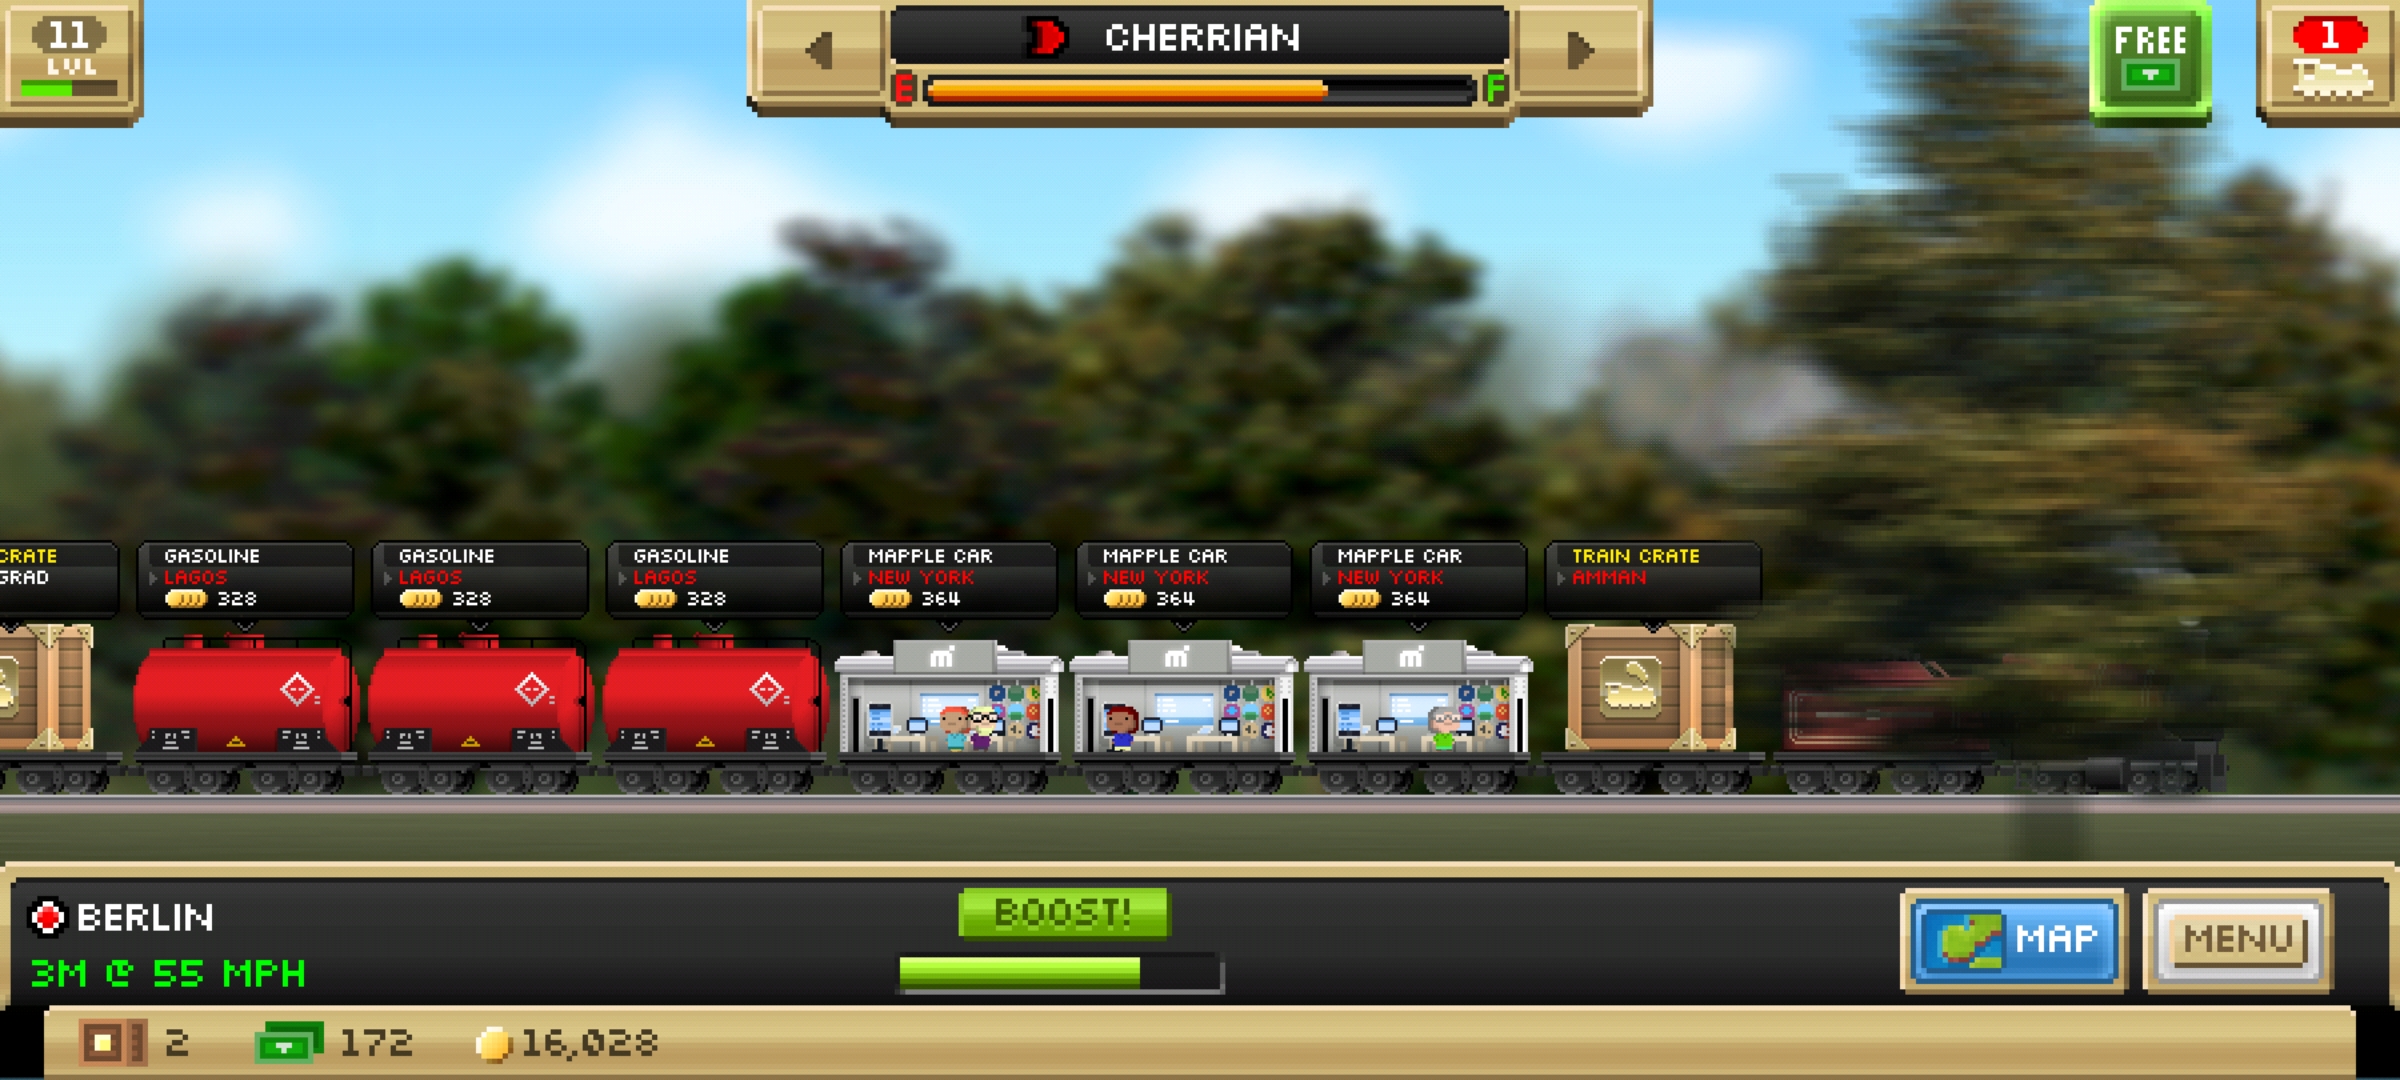 11
LVL
CHERRIAN
E F
FREE
1
CRATE
GRAD
GASOLINE
LAGOS
328
GASOLINE
LAGOS
328
GASOLINE
LAGOS
328
MAPPLE CAR
NEW YORK
364
MAPPLE CAR
NEW YORK
364
MAPPLE CAR
NEW YORK
364
TRAIN CRATE
AMMAN
m
m
m
BERLIN
3M @ 55 MPH
BOOST!
MAP
MENU
2
172
16,028